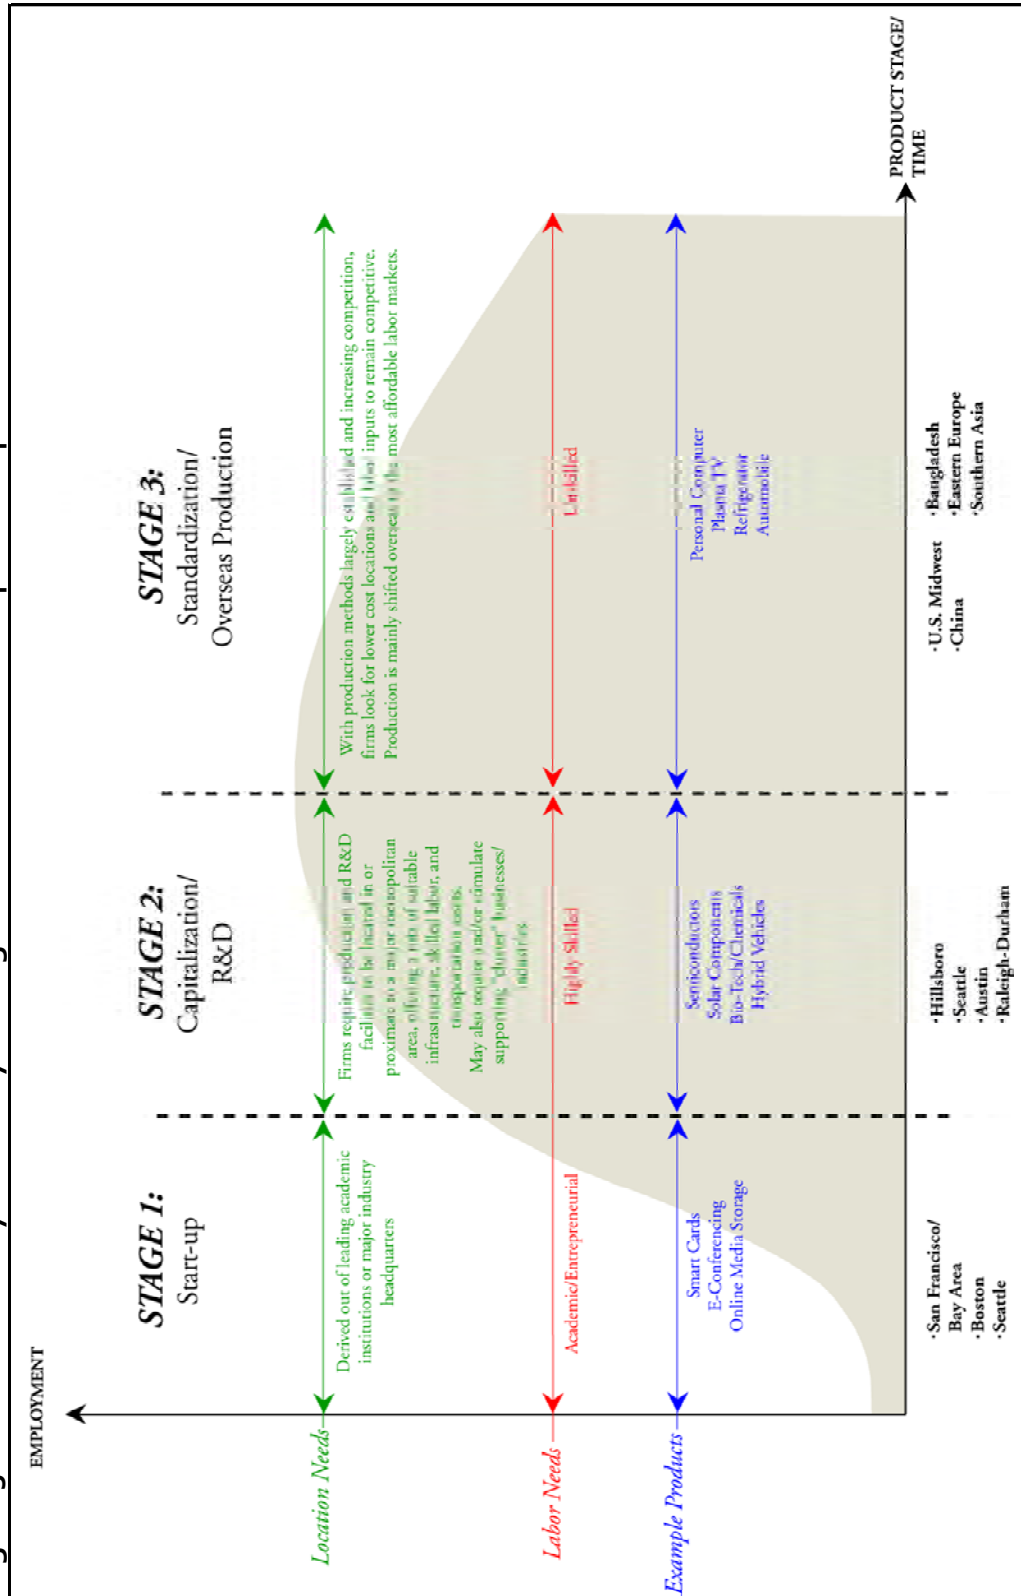 EMPLOYMENT
STAGE 1:
Start-up
STAGE 2:
Capitalization/
R&D
STAGE 3:
Standardization/
Overseas Production
Location Needs
Derived out of leading academic
institutions or major industry
headquarters
Firms require production and R&D
facilities to be located in or
proximate to a major metropolitan
area, offering a mix of suitable
infrastructure, skilled labor, and
transportation assets.
May also require and/or stimulate
supporting "cluster" businesses/
industries
With production methods largely established and increasing competition,
firms look for lower cost locations and labor inputs to remain competitive.
Production is mainly shifted overseas to the most affordable labor markets.
Labor Needs
Academic/Entrepreneurial
Highly Skilled
Unskilled
Example Products
Smart Cards
E-Conferencing
Online Media Storage
Semiconductors
Solar Components
Bio-Tech/Chemicals
Hybrid Vehicles
Personal Computer
Plasma TV
Refrigerator
Automobile
PRODUCT STAGE/
TIME
·San Francisco/
Bay Area
·Boston
·Seattle
·Hillsboro
·Seattle
·Austin
·Raleigh-Durham
·U.S. Midwest
·China
·Bangladesh
·Eastern Europe
·Southern Asia